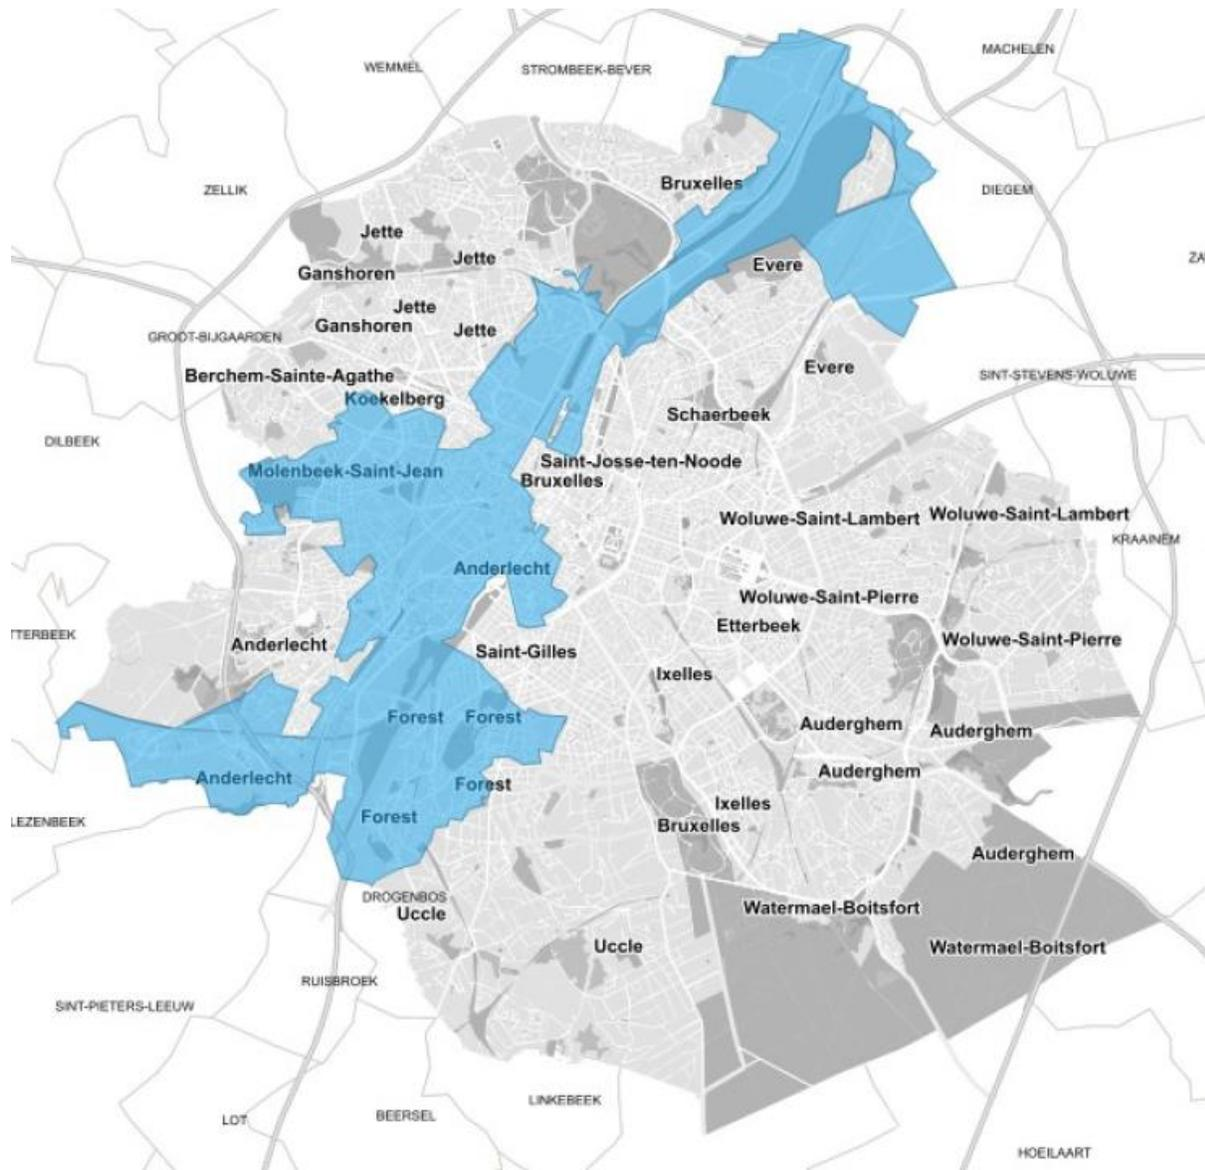 MACHELEN
WEMMEL
STROMBEEK-BEVER
Bruxelles
ZELLIK
DIEGEM
Jette
Jette
Evere
ZA
Ganshoren
Jette
Ganshoren
Jette
GROOT-BIJGAARDEN
Evere
Berchem-Sainte-Agathe
SINT-STEVENS-WOLUWE
Koekelberg
Schaerbeek
DILBEEK
Molenbeek-Saint-Jean
Saint-Josse-ten-Noode
Bruxelles
Woluwe-Saint-Lambert
Woluwe-Saint-Lambert
KRAAINEM
Anderlecht
Woluwe-Saint-Pierre
Etterbeek
TTERBEEK
Anderlecht
Saint-Gilles
Woluwe-Saint-Pierre
Ixelles
Forest
Forest
Auderghem
Auderghem
Anderlecht
Forest
Auderghem
Ixelles
LEZENBEEK
Forest
Bruxelles
Auderghem
DROGENBOS
Uccle
Watermael-Boitsfort
Uccle
Watermael-Boitsfort
RUISBROEK
SINT-PIETERS-LEEUW
LINKEBEEK
BEERSEL
LOT
HOEILAART